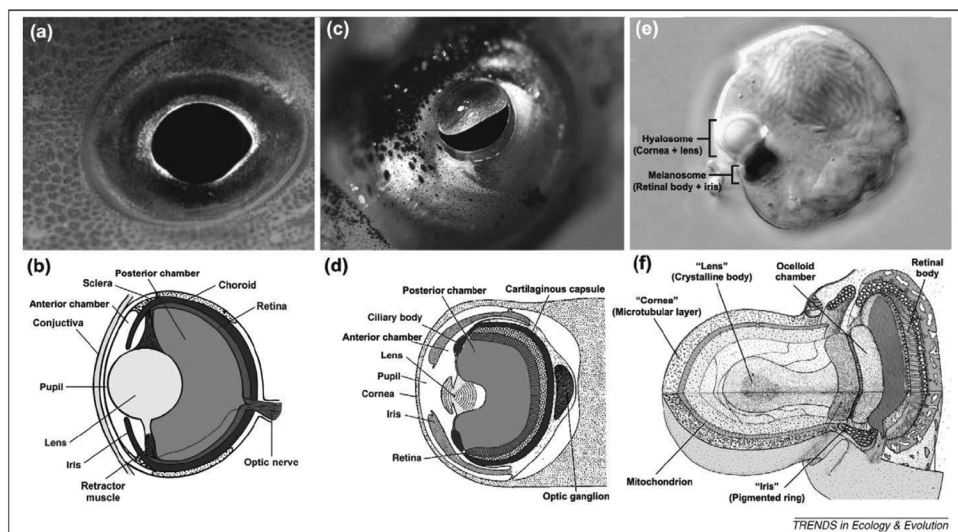 (a)
(c)
(e)
Hyalosome
(Cornea + lens)
Melanosome
(Retinal body + iris)
(b)
Posterior chamber
Sclera
Choroid
Anterior chamber
Retina
Conjuctiva
Pupil
Lens
Iris
Retractor
muscle
Optic nerve
(d)
Posterior chamber
Cartilaginous capsule
Ciliary body
Anterior chamber
Lens
Pupil
Cornea
Iris
Retina
Optic ganglion
(f)
"Lens"
(Crystalline body)
Ocelloid
chamber
Retinal
body
"Cornea"
(Microtubular layer)
Mitochondrion
"Iris"
(Pigmented ring)
TRENDS in Ecology & Evolution